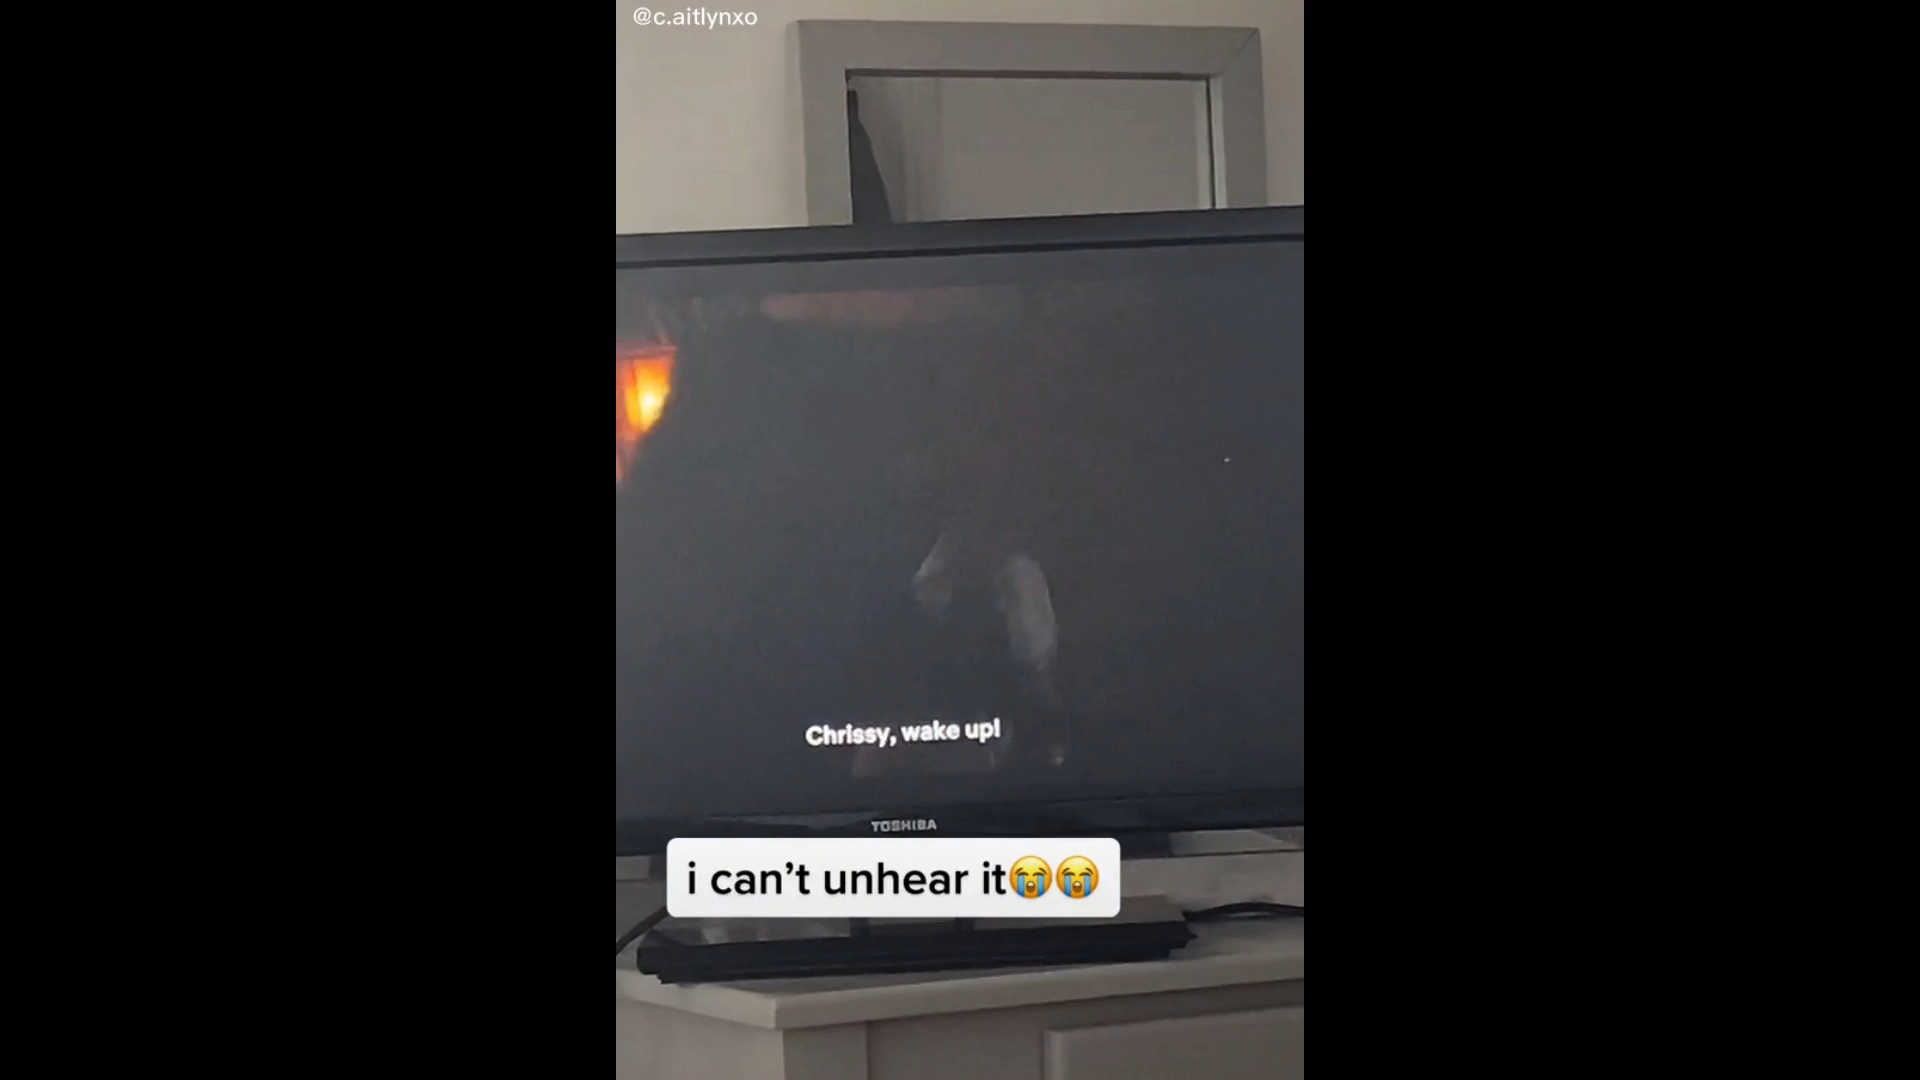 @c.aitlynxo
Chrissy, wake up!
TOSHIBA
i can’t unhear it😭😭